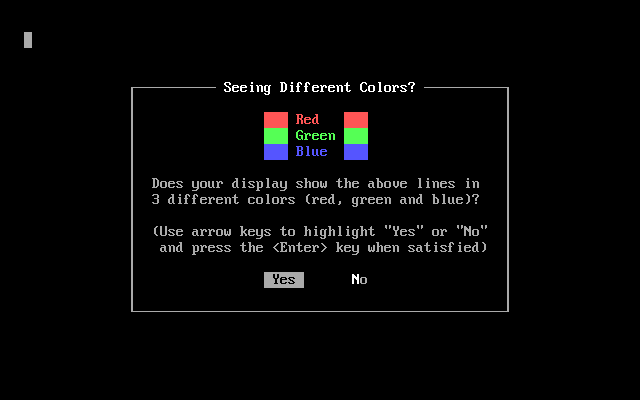 Seeing Different Colors?
Red
Green
Blue
Does your display show the above lines in
3 different colors (red, green and blue)?
(Use arrow keys to highlight "Yes" or "No"
and press the <Enter> key when satisfied)
Yes No